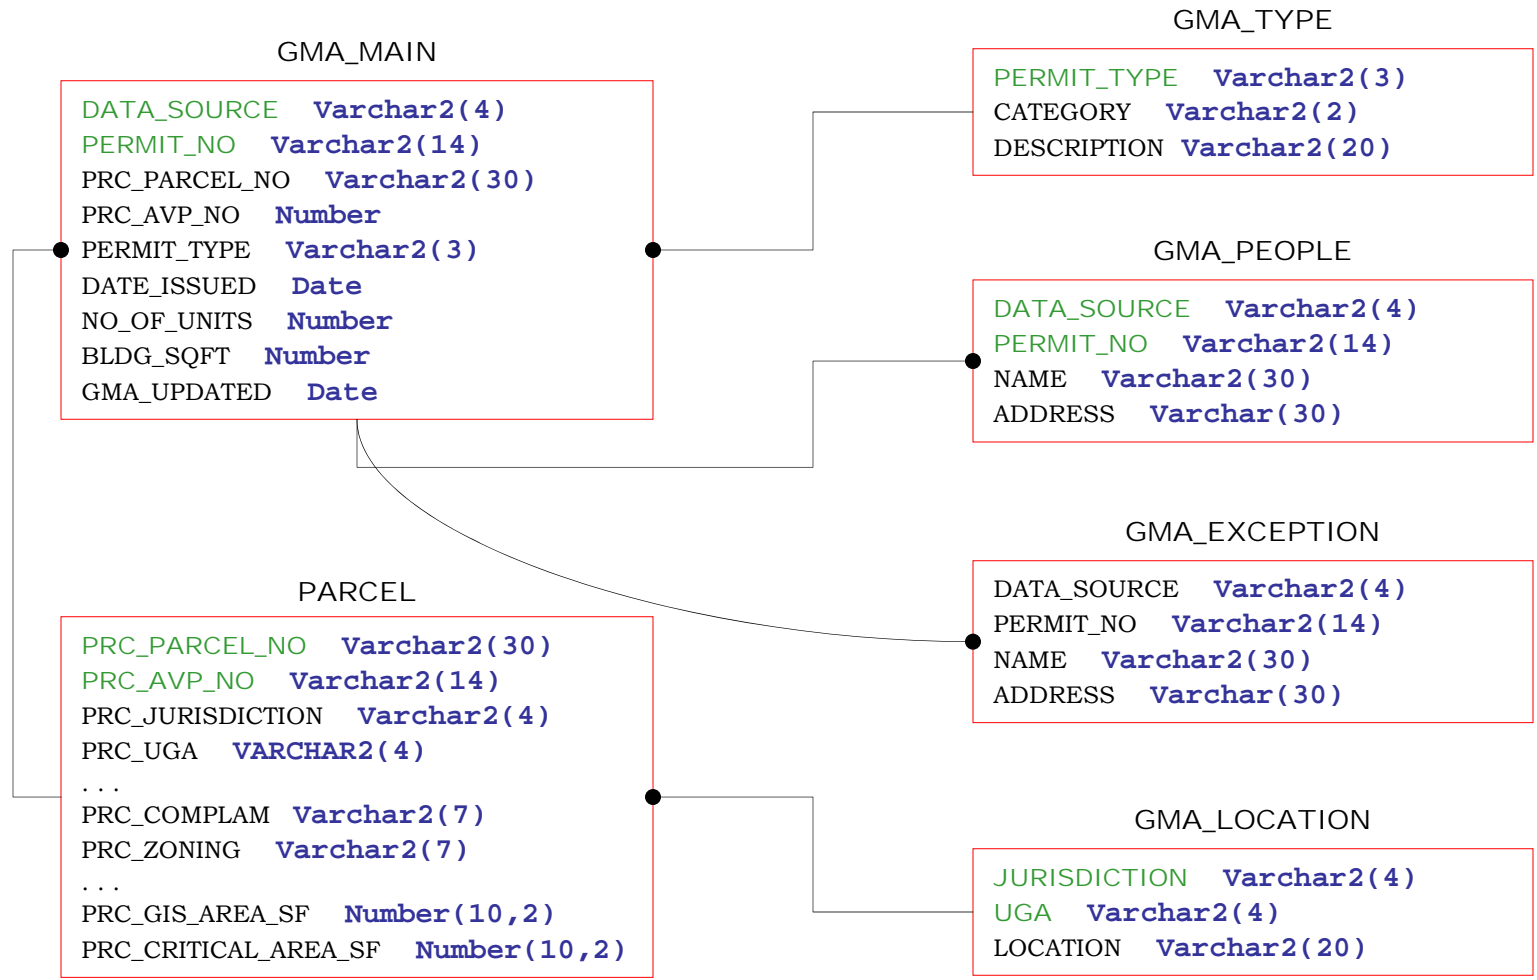 GMA_MAIN
DATA_SOURCE Varchar2(4)
PERMIT_NO Varchar2(14)
PRC_PARCEL_NO Varchar2(30)
PRC_AVP_NO Number
PERMIT_TYPE Varchar2(3)
DATE_ISSUED Date
NO_OF_UNITS Number
BLDG_SQFT Number
GMA_UPDATED Date
PARCEL
PRC_PARCEL_NO Varchar2(30)
PRC_AVP_NO Varchar2(14)
PRC_JURISDICTION Varchar2(4)
PRC_UGA VARCHAR2(4)
. . .
PRC_COMPLAM Varchar2(7)
PRC_ZONING Varchar2(7)
. . .
PRC_GIS_AREA_SF Number(10,2)
PRC_CRITICAL_AREA_SF Number(10,2)
GMA_TYPE
PERMIT_TYPE Varchar2(3)
CATEGORY Varchar2(2)
DESCRIPTION Varchar2(20)
GMA_PEOPLE
DATA_SOURCE Varchar2(4)
PERMIT_NO Varchar2(14)
NAME Varchar2(30)
ADDRESS Varchar(30)
GMA_EXCEPTION
DATA_SOURCE Varchar2(4)
PERMIT_NO Varchar2(14)
NAME Varchar2(30)
ADDRESS Varchar(30)
GMA_LOCATION
JURISDICTION Varchar2(4)
UGA Varchar2(4)
LOCATION Varchar2(20)